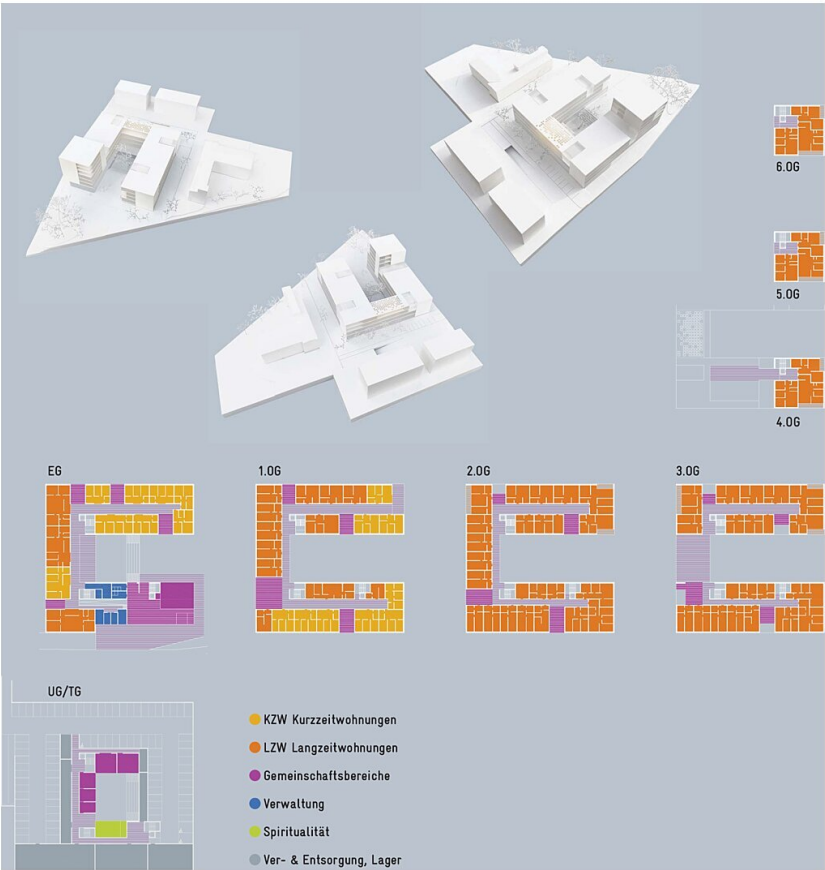 6.OG
5.OG
4.OG
EG
1.OG
2.OG
3.OG
UG/TG
KZW Kurzzeitwohnungen
LZW Langzeitwohnungen
Gemeinschaftsbereiche
Verwaltung
Spiritualität
Ver- & Entsorgung, Lager